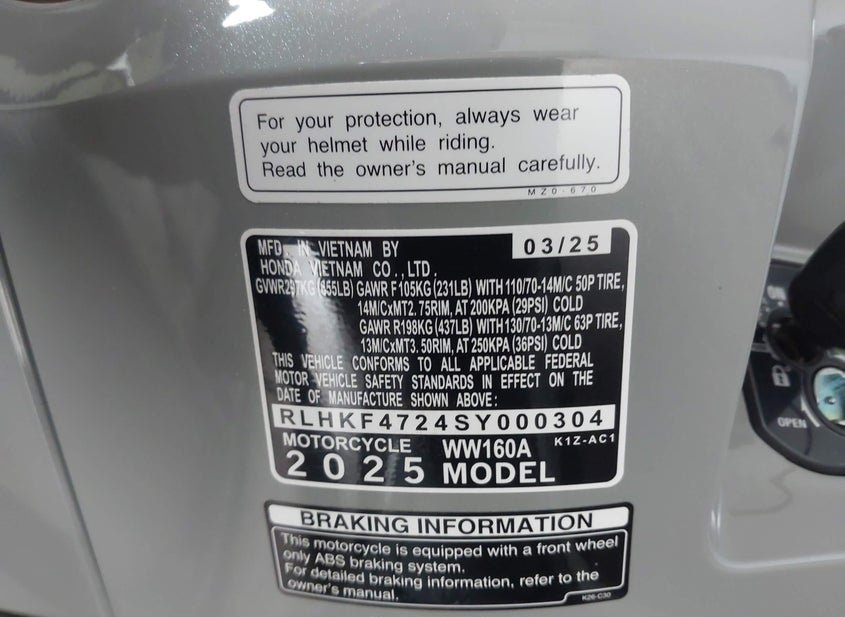 For your protection, always wear
your helmet while riding.
Read the owner's manual carefully.
MZ0-670
MFD. IN VIETNAM BY 03/25
HONDA VIETNAM CO., LTD.
GVWR297KG(655LB) GAWR F105KG(231LB) WITH 110/70-14M/C 50P TIRE,
14M/CxMT2.75RIM, AT 200KPA (29PSI) COLD
GAWR R198KG (437LB) WITH 130/70-13M/C 63P TIRE,
13M/CxMT3.50RIM, AT 250KPA (36PSI) COLD
THIS VEHICLE CONFORMS TO ALL APPLICABLE FEDERAL
MOTOR VEHICLE SAFETY STANDARDS IN EFFECT ON THE
DATE OF MANUFACTURE SHOWN ABOVE:
RLHKF4724SY000304
MOTORCYCLE WW160A K1Z-AC1
2025 MODEL
BRAKING INFORMATION
This motorcycle is equipped with a front wheel
only ABS braking system.
For detailed braking information, refer to the
owner's manual.
K26-C30
ON
OPEN